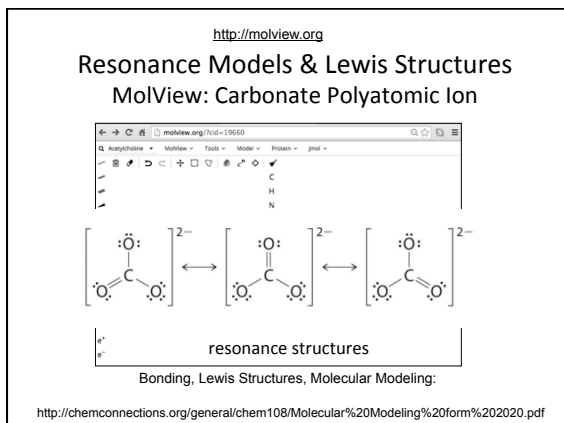 http://molview.org
Resonance Models & Lewis Structures
MolView: Carbonate Polyatomic Ion
molview.org/?cid=19660
Acetylcholine MolView Tools Model Protein Jmol
C
H
N
2− 2− 2−
:Ö: :O: :Ö:
C C C
O O O O O O
e+
e− resonance structures
Bonding, Lewis Structures, Molecular Modeling:
http://chemconnections.org/general/chem108/Molecular%20Modeling%20form%202020.pdf